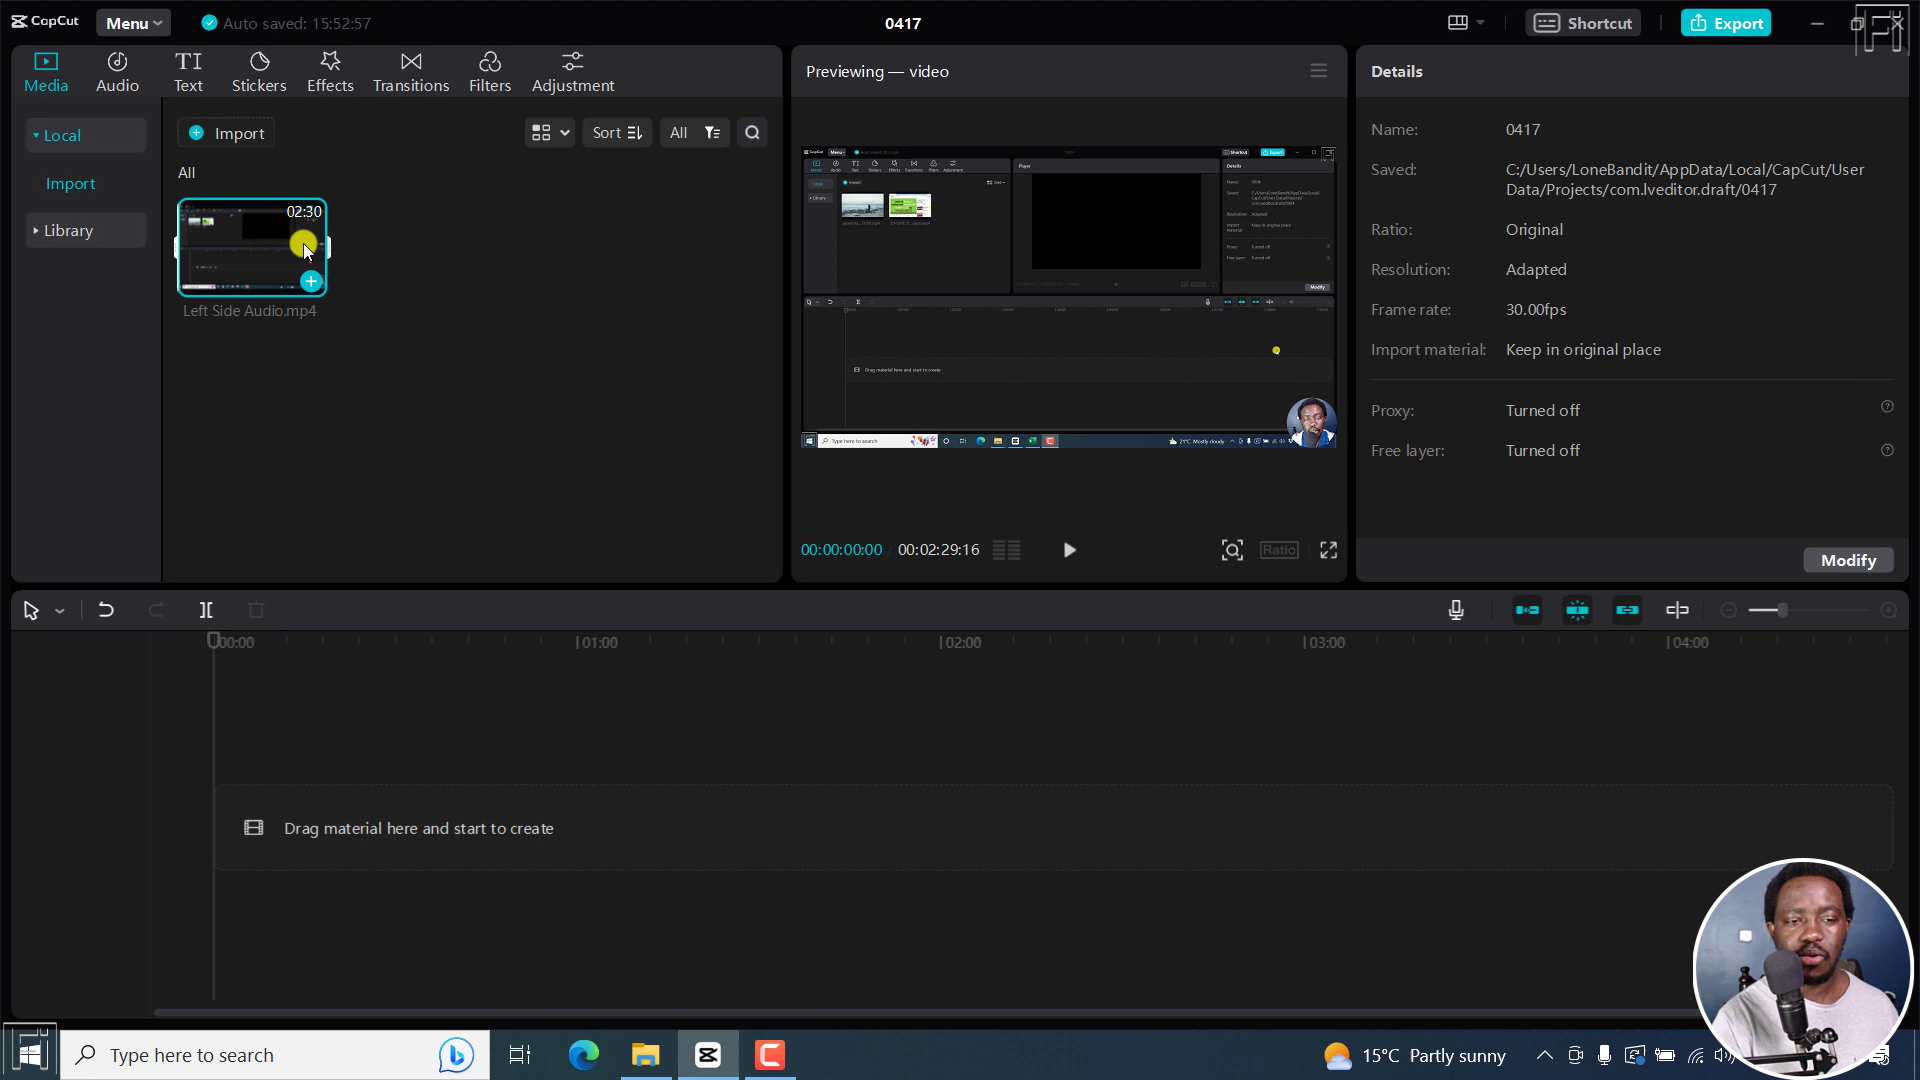 CapCut
Menu
Auto saved: 15:52:57
0417
Shortcut
Export
Media
Audio
Text
Stickers
Effects
Transitions
Filters
Adjustment
Local
Import
Library
Import
Sort
All
All
02:30
Left Side Audio.mp4
Previewing — video
00:00:00:00
00:02:29:16
Ratio
Details
Name: 0417
Saved: C:/Users/LoneBandit/AppData/Local/CapCut/User
Data/Projects/com.lveditor.draft/0417
Ratio: Original
Resolution: Adapted
Frame rate: 30.00fps
Import material: Keep in original place
Proxy: Turned off
Free layer: Turned off
Modify
00:00
01:00
02:00
03:00
04:00
Drag material here and start to create
Type here to search
15°C Partly sunny